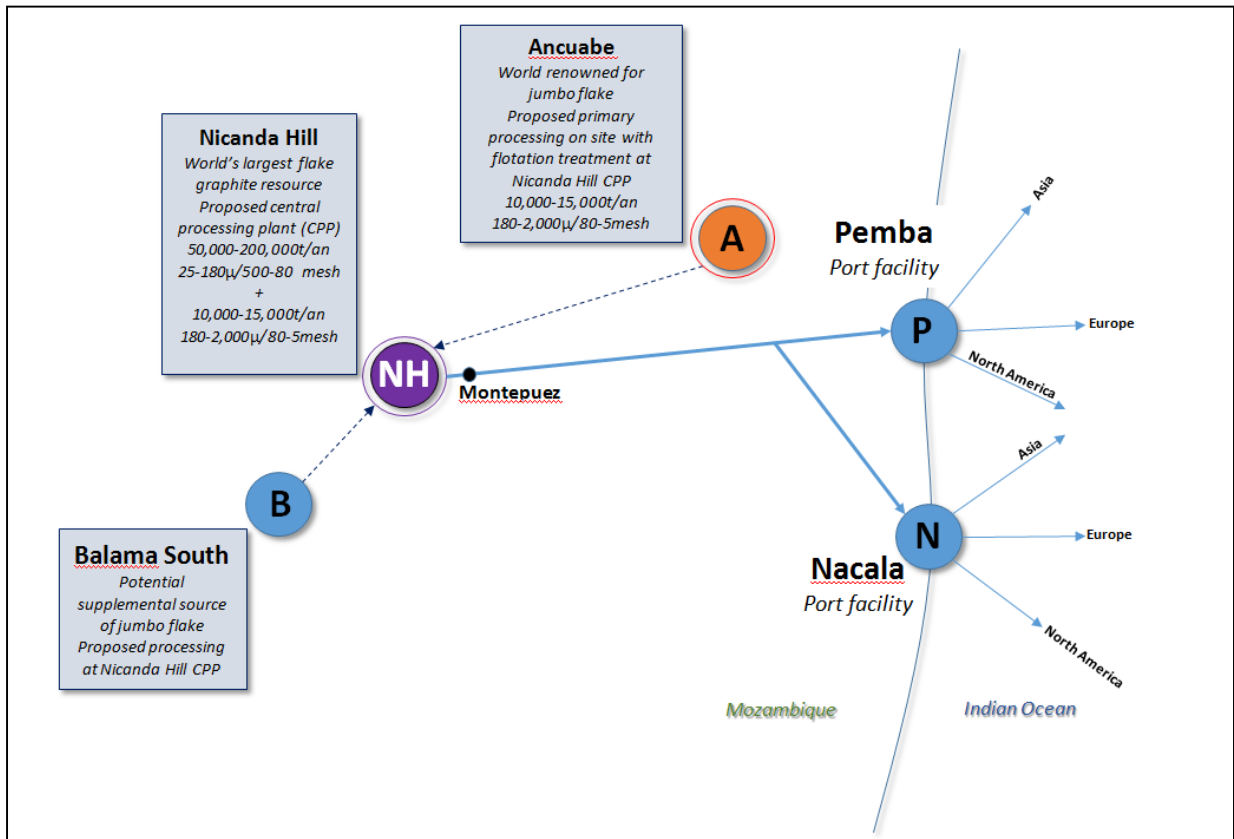 Ancuabe
World renowned for
jumbo flake
Proposed primary
processing on site with
flotation treatment at
Nicanda Hill CPP
10,000-15,000t/an
180-2,000µ/80-5mesh
Nicanda Hill
World's largest flake
graphite resource
Proposed central
processing plant (CPP)
50,000-200,000t/an
25-180µ/500-80 mesh
+
10,000-15,000t/an
180-2,000µ/80-5mesh
A
NH
Montepuez
B
Balama South
Potential
supplemental source
of jumbo flake
Proposed processing
at Nicanda Hill CPP
Pemba
Port facility
P
Asia
Europe
North America
N
Nacala
Port facility
Asia
Europe
North America
Mozambique
Indian Ocean